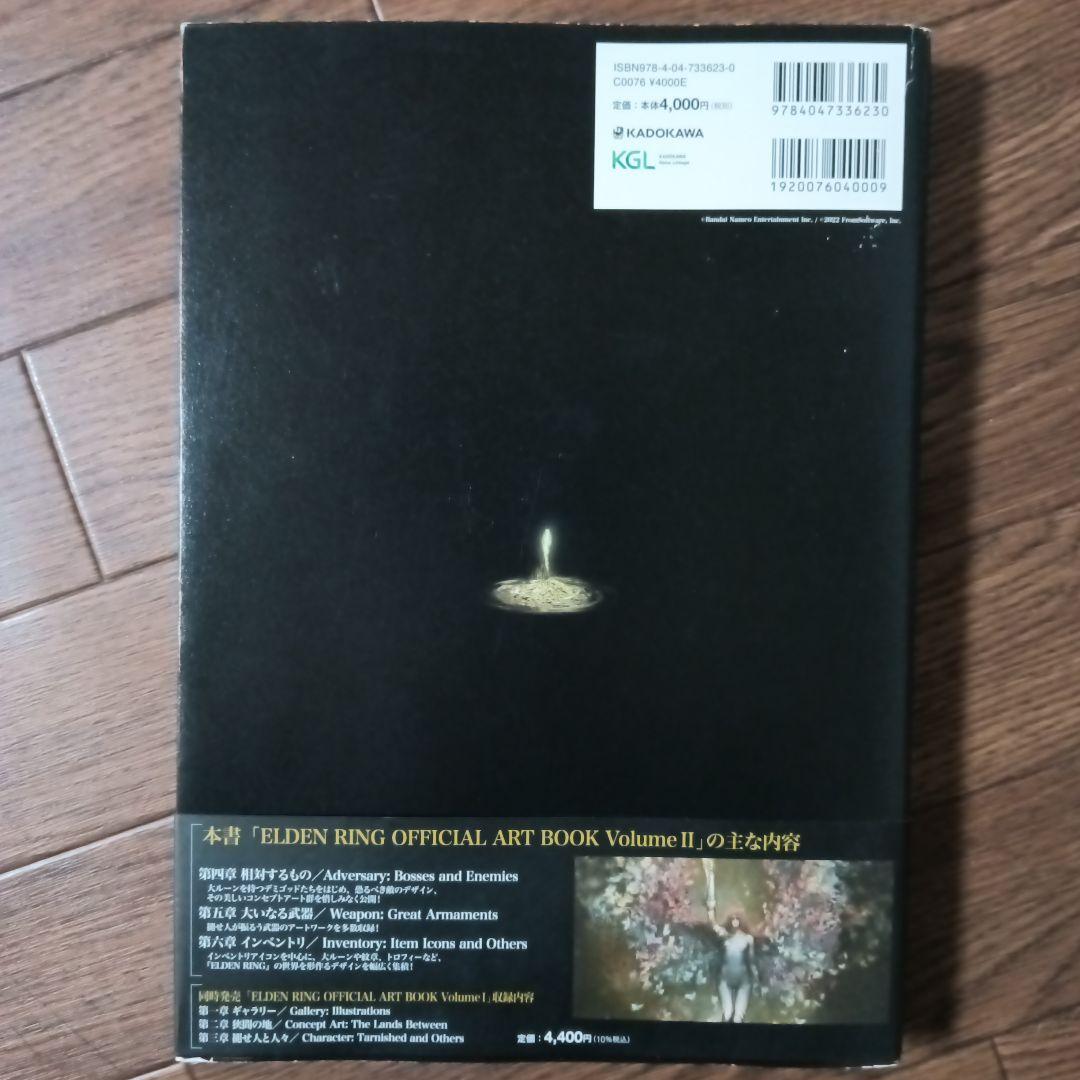 ISBN978-4-04-733623-0
C0076 ¥4000E
定価：本体4,000円(税別)
9784047336230
KADOKAWA
KGL KADOKAWA Game Linkage
1920076040009
©Bandai Namco Entertainment Inc. / ©2022 FromSoftware, Inc.
本書「ELDEN RING OFFICIAL ART BOOK Volume II」の主な内容
第四章 相対するもの／Adversary: Bosses and Enemies
大ルーンを持つデミゴッドたちをはじめ、恐るべき敵のデザイン、
その美しいコンセプトアート群を惜しみなく公開！
第五章 大いなる武器／ Weapon: Great Armaments
褪せ人が振るう武器のアートワークを多数収録！
第六章 インベントリ／ Inventory: Item Icons and Others
インベントリアイコンを中心に、大ルーンや紋章、トロフィーなど、
『ELDEN RING』の世界を形作るデザインを幅広く集積！
同時発売「ELDEN RING OFFICIAL ART BOOK Volume I」収録内容
第一章 ギャラリー／ Gallery: Illustrations
第二章 狭間の地／ Concept Art: The Lands Between
第三章 褪せ人と人々／ Character: Tarnished and Others
定価：4,400円(10%税込)